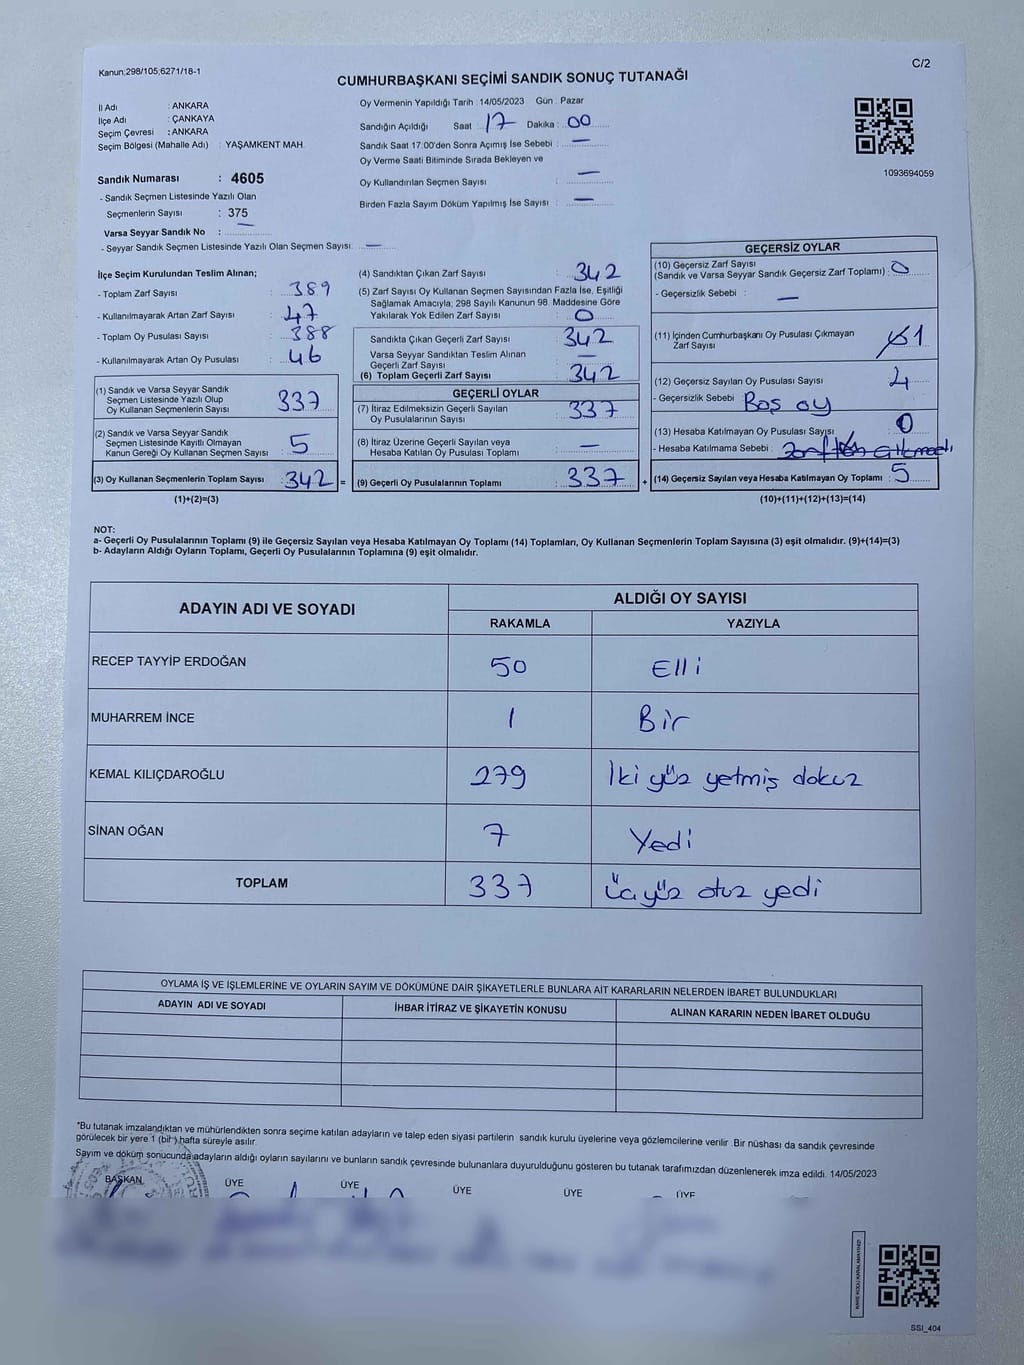 Kanun;298/105;6271/18-1
C/2
CUMHURBAŞKANI SEÇİMİ SANDIK SONUÇ TUTANAĞI
İl Adı : ANKARA
İlçe Adı : ÇANKAYA
Seçim Çevresi : ANKARA
Seçim Bölgesi (Mahalle Adı) : YAŞAMKENT MAH.
Sandık Numarası : 4605
- Sandık Seçmen Listesinde Yazılı Olan
Seçmenlerin Sayısı : 375
Varsa Seyyar Sandık No : —
- Seyyar Sandık Seçmen Listesinde Yazılı Olan Seçmen Sayısı : —
Oy Vermenin Yapıldığı Tarih : 14/05/2023 Gün : Pazar
Sandığın Açıldığı Saat : 17 Dakika : 00
Sandık Saat 17:00'den Sonra Açımış İse Sebebi : —
Oy Verme Saati Bitiminde Sırada Bekleyen ve
Oy Kullandırılan Seçmen Sayısı : —
Birden Fazla Sayım Döküm Yapılmış İse Sayısı : —
1093694059
İlçe Seçim Kurulundan Teslim Alınan;
- Toplam Zarf Sayısı : 389
- Kullanılmayarak Artan Zarf Sayısı : 47
- Toplam Oy Pusulası Sayısı : 388
- Kullanılmayarak Artan Oy Pusulası : 46
(1) Sandık ve Varsa Seyyar Sandık
Seçmen Listesinde Yazılı Olup
Oy Kullanan Seçmenlerin Sayısı : 337
(2) Sandık ve Varsa Seyyar Sandık
Seçmen Listesinde Kayıtlı Olmayan
Kanun Gereği Oy Kullanan Seçmen Sayısı : 5
(3) Oy Kullanan Seçmenlerin Toplam Sayısı : 342 =
(1)+(2)=(3)
(4) Sandıktan Çıkan Zarf Sayısı : 342
(5) Zarf Sayısı Oy Kullanan Seçmen Sayısından Fazla İse, Eşitliği
Sağlamak Amacıyla; 298 Sayılı Kanunun 98. Maddesine Göre
Yakılarak Yok Edilen Zarf Sayısı : 0
Sandıkta Çıkan Geçerli Zarf Sayısı : 342
Varsa Seyyar Sandıktan Teslim Alınan
Geçerli Zarf Sayısı : —
(6) Toplam Geçerli Zarf Sayısı : 342
GEÇERLİ OYLAR
(7) İtiraz Edilmeksizin Geçerli Sayılan
Oy Pusulalarının Sayısı : 337
(8) İtiraz Üzerine Geçerli Sayılan veya
Hesaba Katılan Oy Pusulası Toplamı : —
(9) Geçerli Oy Pusulalarının Toplamı : 337 +
GEÇERSİZ OYLAR
(10) Geçersiz Zarf Sayısı
(Sandık ve Varsa Seyyar Sandık Geçersiz Zarf Toplamı) : 0
- Geçersizlik Sebebi : —
(11) İçinden Cumhurbaşkanı Oy Pusulası Çıkmayan
Zarf Sayısı : 1
(12) Geçersiz Sayılan Oy Pusulası Sayısı : 4
- Geçersizlik Sebebi : Boş oy
(13) Hesaba Katılmayan Oy Pusulası Sayısı : 0
- Hesaba Katılmama Sebebi : zarftan çıkmadı
(14) Geçersiz Sayılan veya Hesaba Katılmayan Oy Toplamı : 5
(10)+(11)+(12)+(13)=(14)
NOT:
a- Geçerli Oy Pusulalarının Toplamı (9) ile Geçersiz Sayılan veya Hesaba Katılmayan Oy Toplamı (14) Toplamları, Oy Kullanan Seçmenlerin Toplam Sayısına (3) eşit olmalıdır. (9)+(14)=(3)
b- Adayların Aldığı Oyların Toplamı, Geçerli Oy Pusulalarının Toplamına (9) eşit olmalıdır.
ADAYIN ADI VE SOYADI
ALDIĞI OY SAYISI
RAKAMLA YAZIYLA
RECEP TAYYİP ERDOĞAN 50 Elli
MUHARREM İNCE 1 Bir
KEMAL KILIÇDAROĞLU 279 İki yüz yetmiş dokuz
SİNAN OĞAN 7 Yedi
TOPLAM 337 üç yüz otuz yedi
OYLAMA İŞ VE İŞLEMLERİNE VE OYLARIN SAYIM VE DÖKÜMÜNE DAİR ŞİKAYETLERLE BUNLARA AİT KARARLARIN NELERDEN İBARET BULUNDUKLARI
ADAYIN ADI VE SOYADI İHBAR İTİRAZ VE ŞİKAYETİN KONUSU ALINAN KARARIN NEDEN İBARET OLDUĞU
*Bu tutanak imzalandıktan ve mühürlendikten sonra seçime katılan adayların ve talep eden siyasi partilerin sandık kurulu üyelerine veya gözlemcilerine verilir. Bir nüshası da sandık çevresinde
görülecek bir yere 1 (bir) hafta süreyle asılır.
Sayım ve döküm sonucunda adayların aldığı oyların sayılarını ve bunların sandık çevresinde bulunanlara duyurulduğunu gösteren bu tutanak tarafımızdan düzenlenerek imza edildi. 14/05/2023
BAŞKAN ÜYE ÜYE ÜYE ÜYE ÜYE
SSİ_404